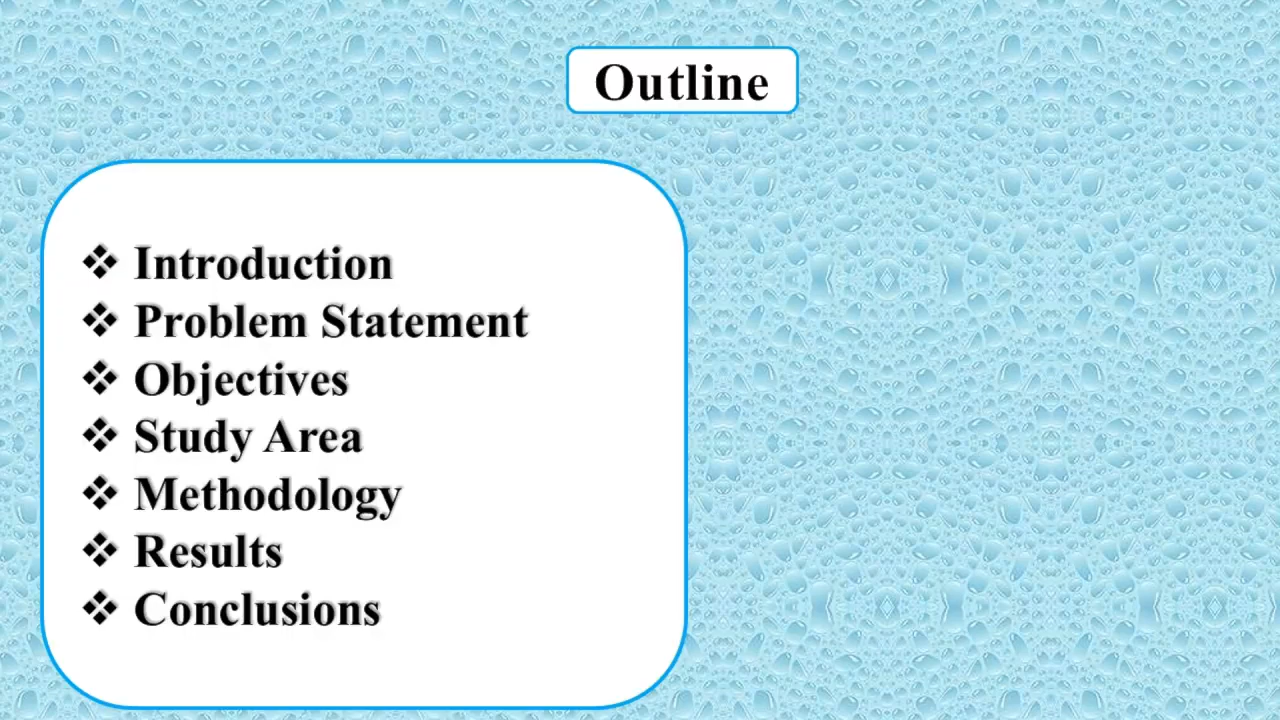 Outline
❖ Introduction
❖ Problem Statement
❖ Objectives
❖ Study Area
❖ Methodology
❖ Results
❖ Conclusions